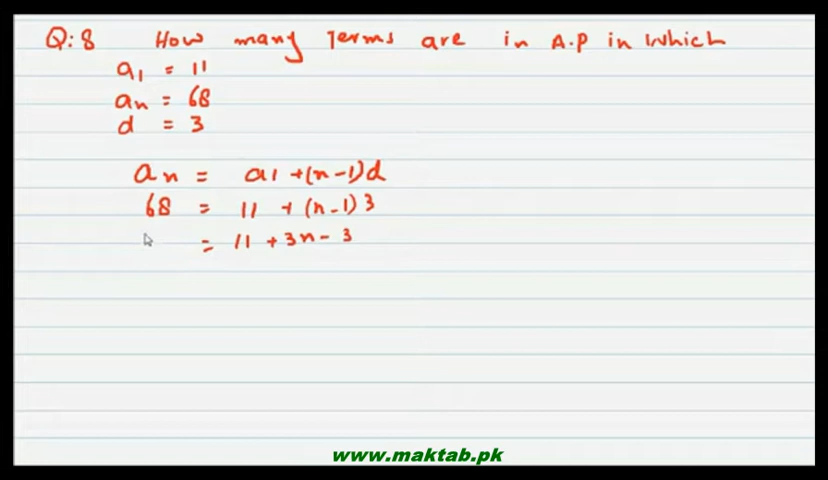 Q:8 How many Terms are in A.P in which
a1 = 11
an = 68
d = 3
an = a1 +(n-1)d
68 = 11 + (n-1) 3
= 11 + 3n - 3
www.maktab.pk